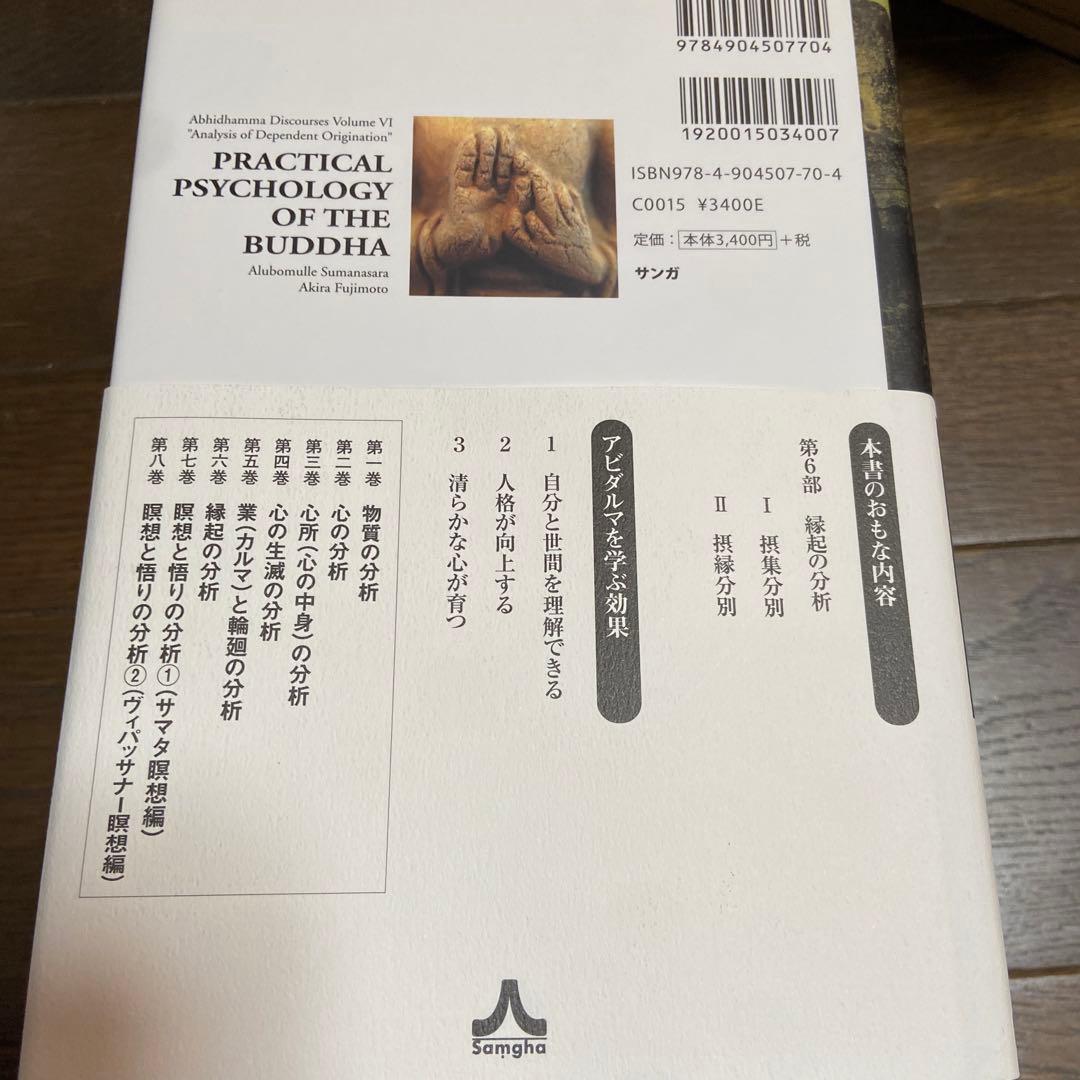 9784904507704
1920015034007
Abhidhamma Discourses Volume VI
"Analysis of Dependent Origination"
PRACTICAL
PSYCHOLOGY
OF THE
BUDDHA
Alubomulle Sumanasara
Akira Fujimoto
ISBN978-4-904507-70-4
C0015 ¥3400E
定価：本体3,400円＋税
サンガ
本書のおもな内容
第6部 縁起の分析
Ⅰ 摂集分別
Ⅱ 摂縁分別
アビダルマを学ぶ効果
1 自分と世間を理解できる
2 人格が向上する
3 清らかな心が育つ
第一巻 物質の分析
第二巻 心の分析
第三巻 心所（心の中身）の分析
第四巻 心の生滅の分析
第五巻 業（カルマ）と輪廻の分析
第六巻 縁起の分析
第七巻 瞑想と悟りの分析①（サマタ瞑想編）
第八巻 瞑想と悟りの分析②（ヴィパッサナー瞑想編）
Saṃgha